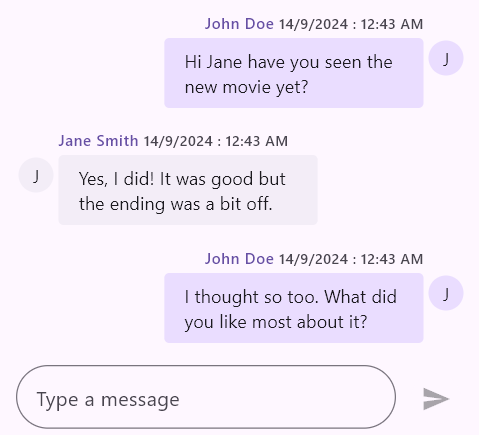 John Doe 14/9/2024 : 12:43 AM
Hi Jane have you seen the
new movie yet?
J
Jane Smith 14/9/2024 : 12:43 AM
J
Yes, I did! It was good but
the ending was a bit off.
John Doe 14/9/2024 : 12:43 AM
I thought so too. What did
you like most about it?
J
Type a message